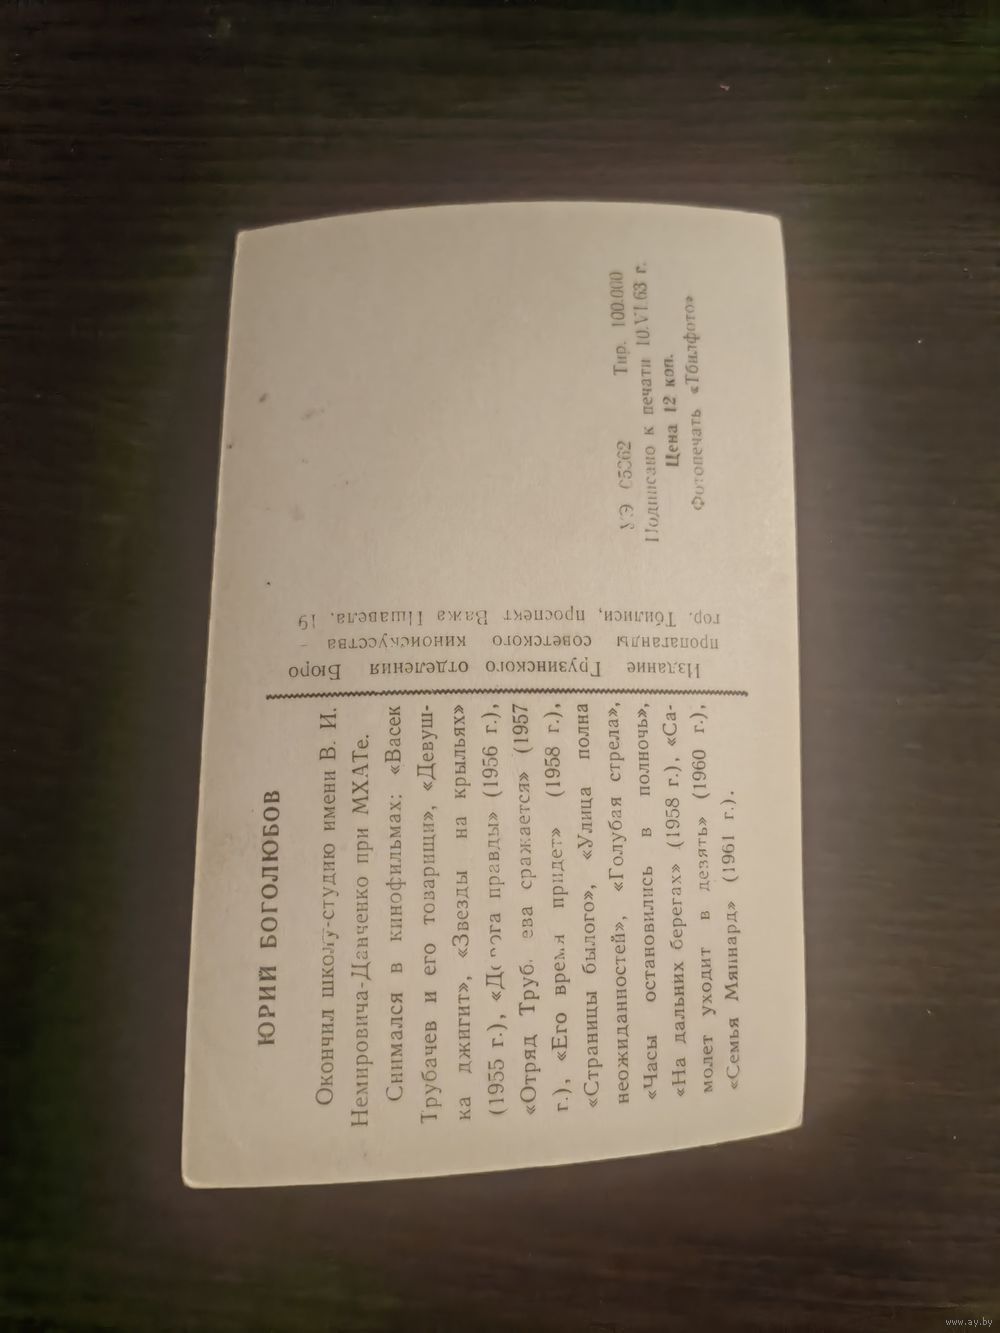 ЮРИЙ БОГОЛЮБОВ
Окончил школу-студию имени В. И.
Немировича-Данченко при МХАТе.
Снимался в кинофильмах: «Васек
Трубачев и его товарищи», «Девуш-
ка джигит», «Звезды на крыльях»
(1955 г.), правды» (1956 г.),
«Отряд сражается» (1957
г.), «Его время придет» (1958 г.),
«Страницы былого», «Улица полна
неожиданностей», «Голубая стрела»,
«Часы остановились в полночь»,
«На дальних берегах» (1958 г.), «Са-
молет уходит в девять» (1960 г.),
«Семья Мяннард» (1961 г.).
Издание Грузинского отделения Бюро
пропаганды советского киноискусства -
гор. Тбилиси, проспект Важа Пшавела. 19
УЭ Тир. 100.000
Подписано к печати 10.VI.63 г.
Цена 12 коп.
Фотопечать «Тбилфото»
www.ay.by